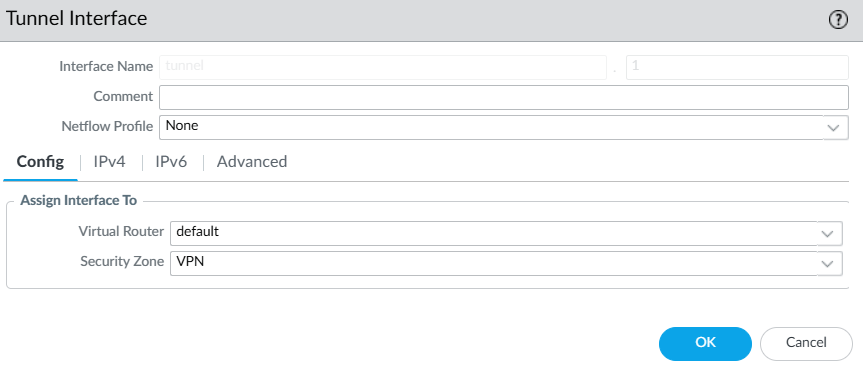 Tunnel Interface ?
Interface Name tunnel . 1
Comment
Netflow Profile None
Config IPv4 IPv6 Advanced
Assign Interface To
Virtual Router default
Security Zone VPN
OK Cancel